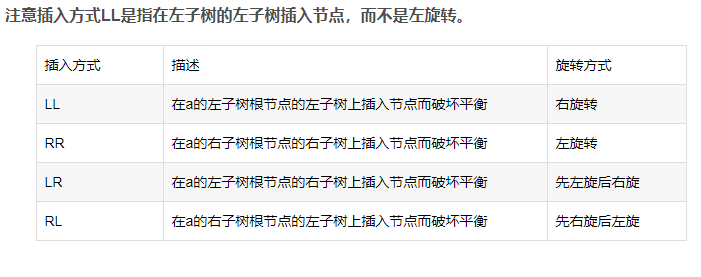 注意插入方式LL是指在左子树的左子树插入节点，而不是左旋转。
插入方式 描述 旋转方式
LL 在a的左子树根节点的左子树上插入节点而破坏平衡 右旋转
RR 在a的右子树根节点的右子树上插入节点而破坏平衡 左旋转
LR 在a的左子树根节点的右子树上插入节点而破坏平衡 先左旋后右旋
RL 在a的右子树根节点的左子树上插入节点而破坏平衡 先右旋后左旋